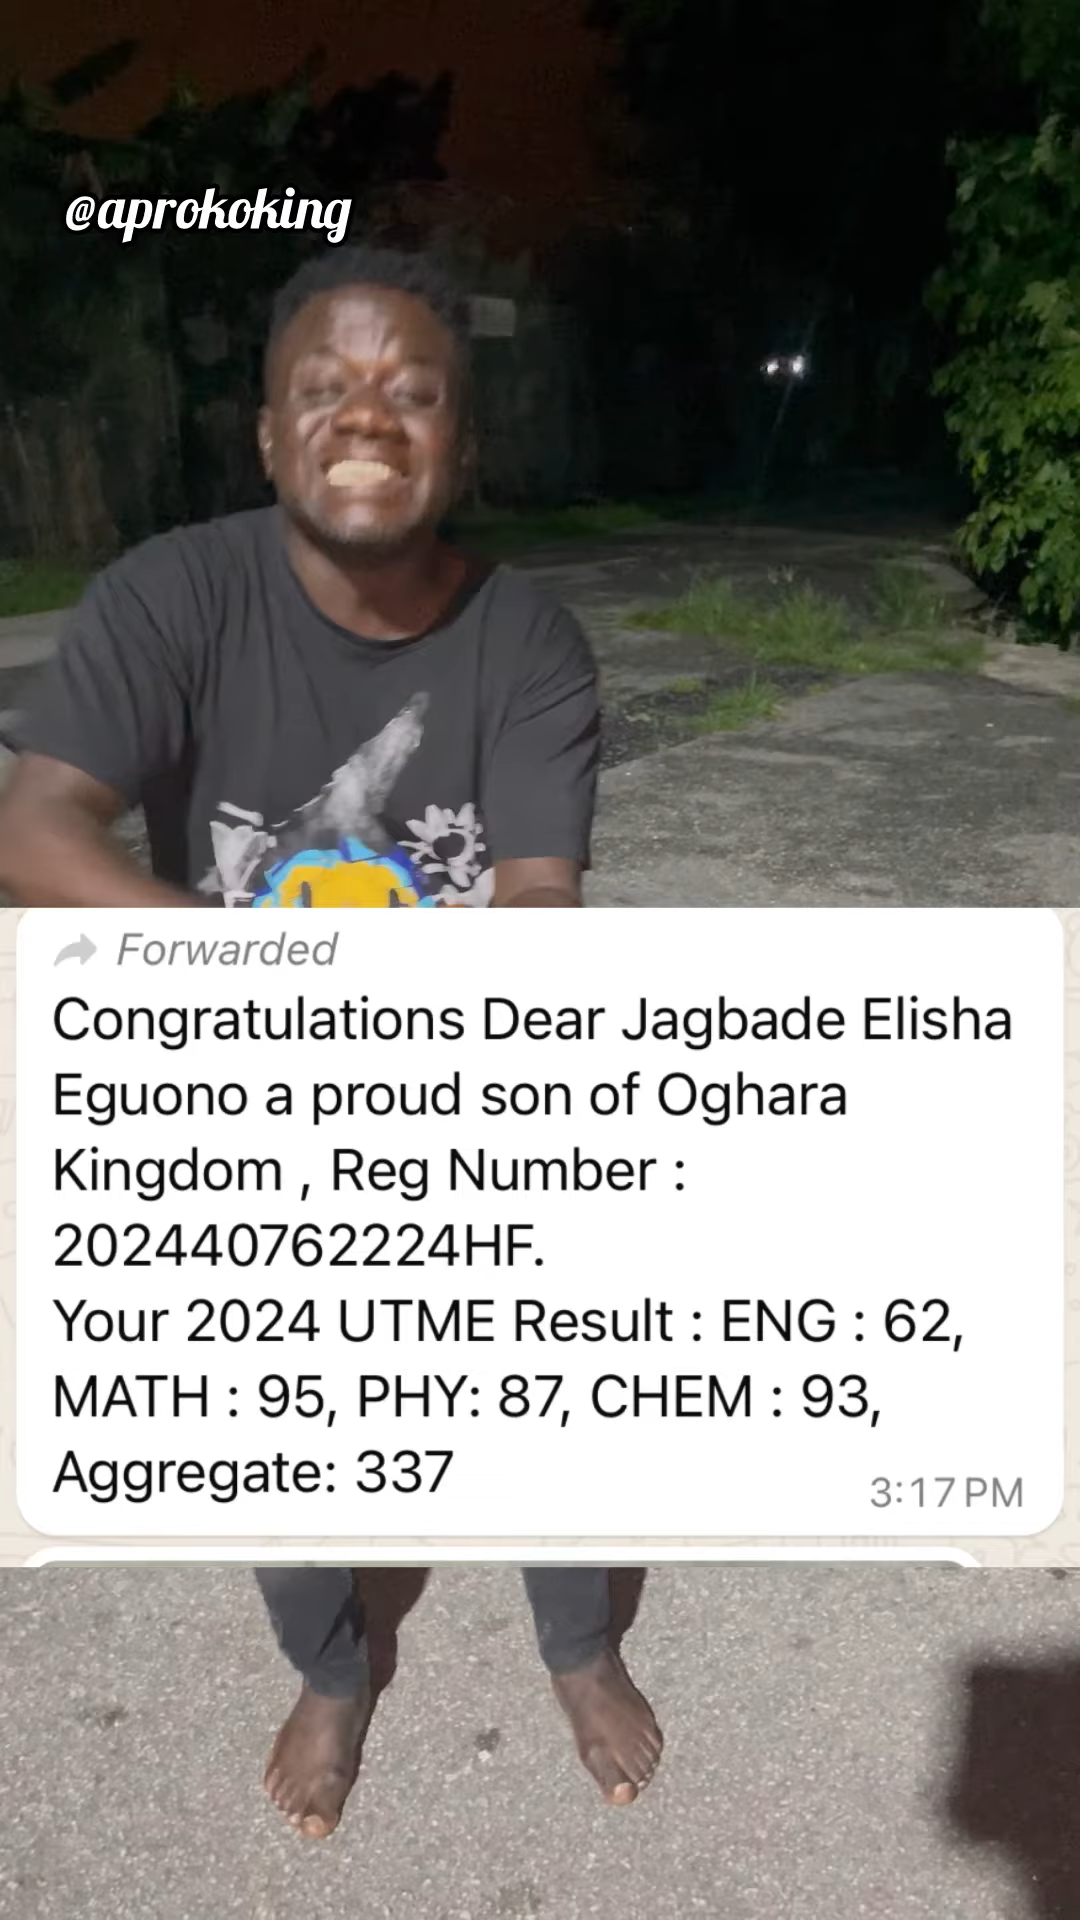 @aprokoking
Forwarded
Congratulations Dear Jagbade Elisha
Eguono a proud son of Oghara
Kingdom , Reg Number :
202440762224HF.
Your 2024 UTME Result : ENG : 62,
MATH : 95, PHY: 87, CHEM : 93,
Aggregate: 337
3:17 PM